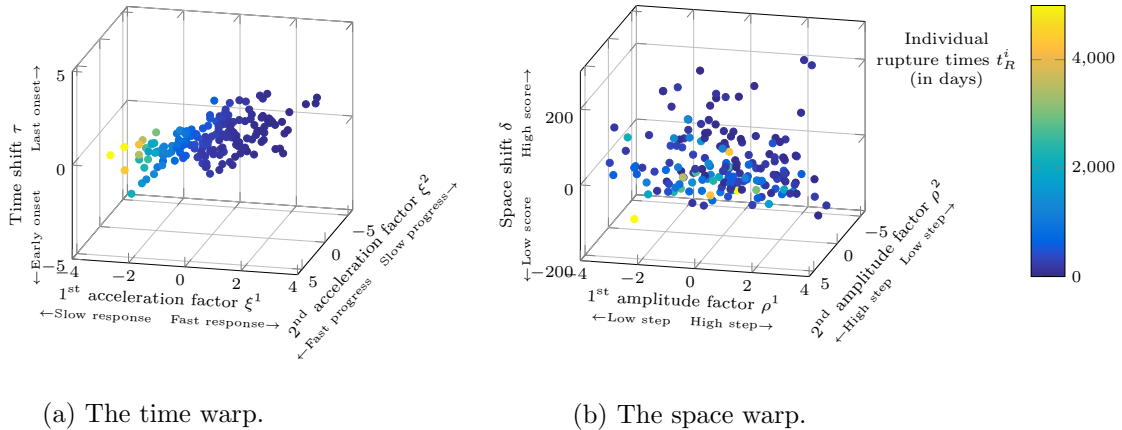 5
0
−5
Time shift τ
←Early onset Last onset→
−4
−2
0
2
4
1st acceleration factor ξ1
←Slow response Fast response→
5
0
−5
2nd acceleration factor ξ2
←Fast progress Slow progress→
200
0
−200
Space shift δ
←Low score High score→
−4
−2
0
2
4
1st amplitude factor ρ1
←Low step High step→
5
0
−5
2nd amplitude factor ρ2
←High step Low step→
Individual
rupture times t_R^i
(in days)
4,000
2,000
0
(a) The time warp.
(b) The space warp.